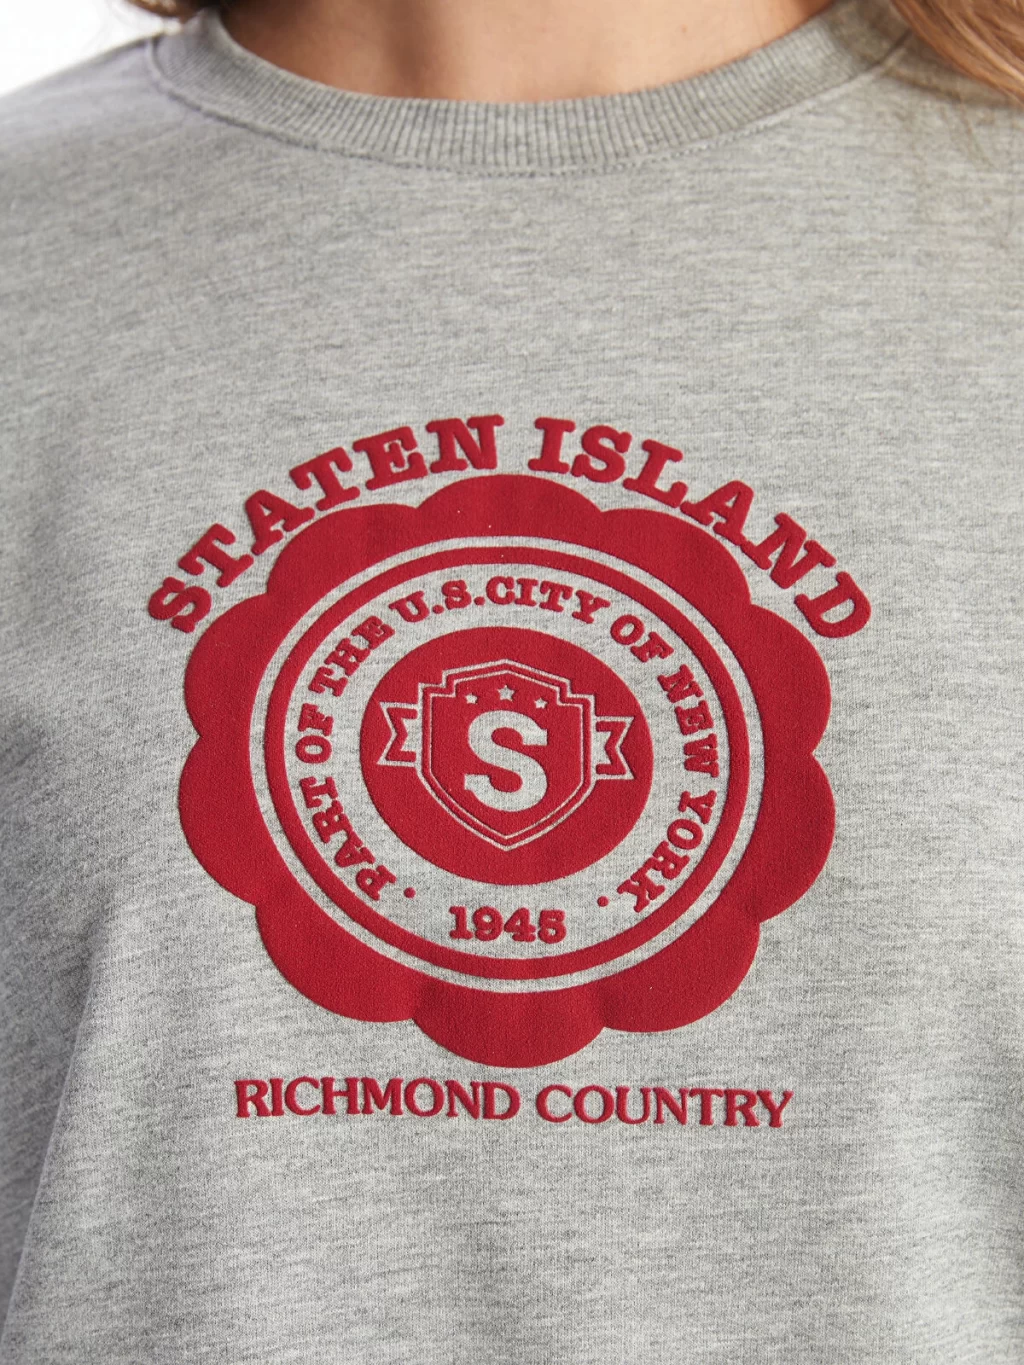 STATEN ISLAND
PART OF THE U.S.CITY OF NEW YORK
S
· 1945 ·
RICHMOND COUNTRY